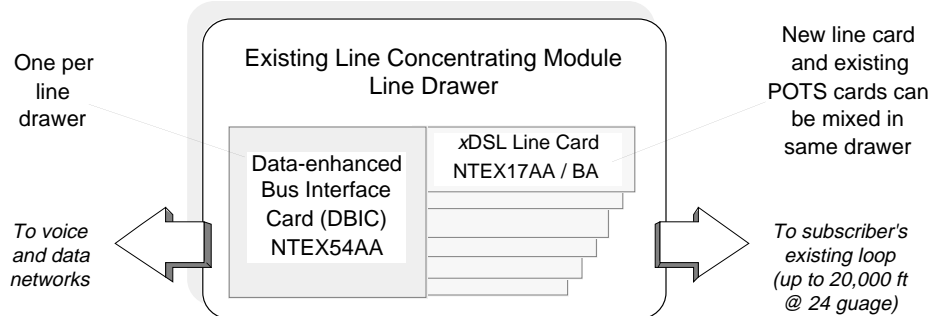 Existing Line Concentrating Module
Line Drawer
One per
line
drawer
New line card
and existing
POTS cards can
be mixed in
same drawer
Data-enhanced
Bus Interface
Card (DBIC)
NTEX54AA
xDSL Line Card
NTEX17AA / BA
To voice
and data
networks
To subscriber's
existing loop
(up to 20,000 ft
@ 24 guage)